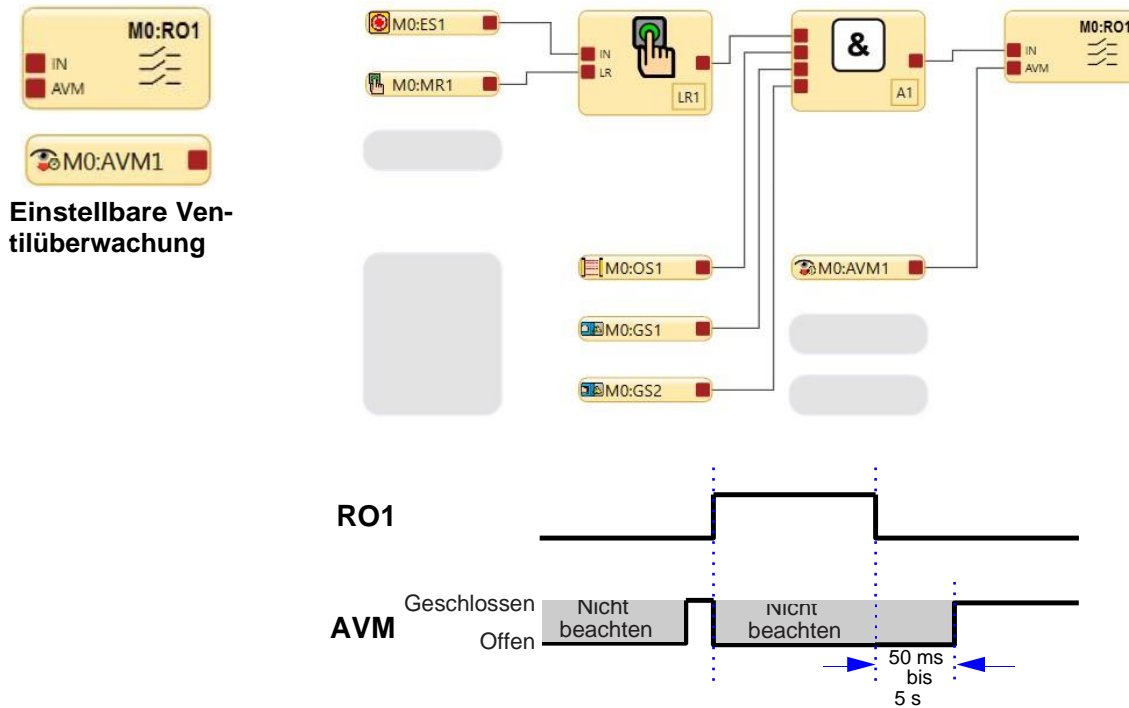 M0:RO1
IN
AVM
M0:AVM1
Einstellbare Ven-
tilüberwachung
M0:ES1
M0:MR1
IN
LR
LR1
&
A1
M0:RO1
IN
AVM
M0:OS1
M0:AVM1
M0:GS1
M0:GS2
RO1
AVM
Geschlossen
Offen
Nicht
beachten
Nicht
beachten
50 ms
bis
5 s